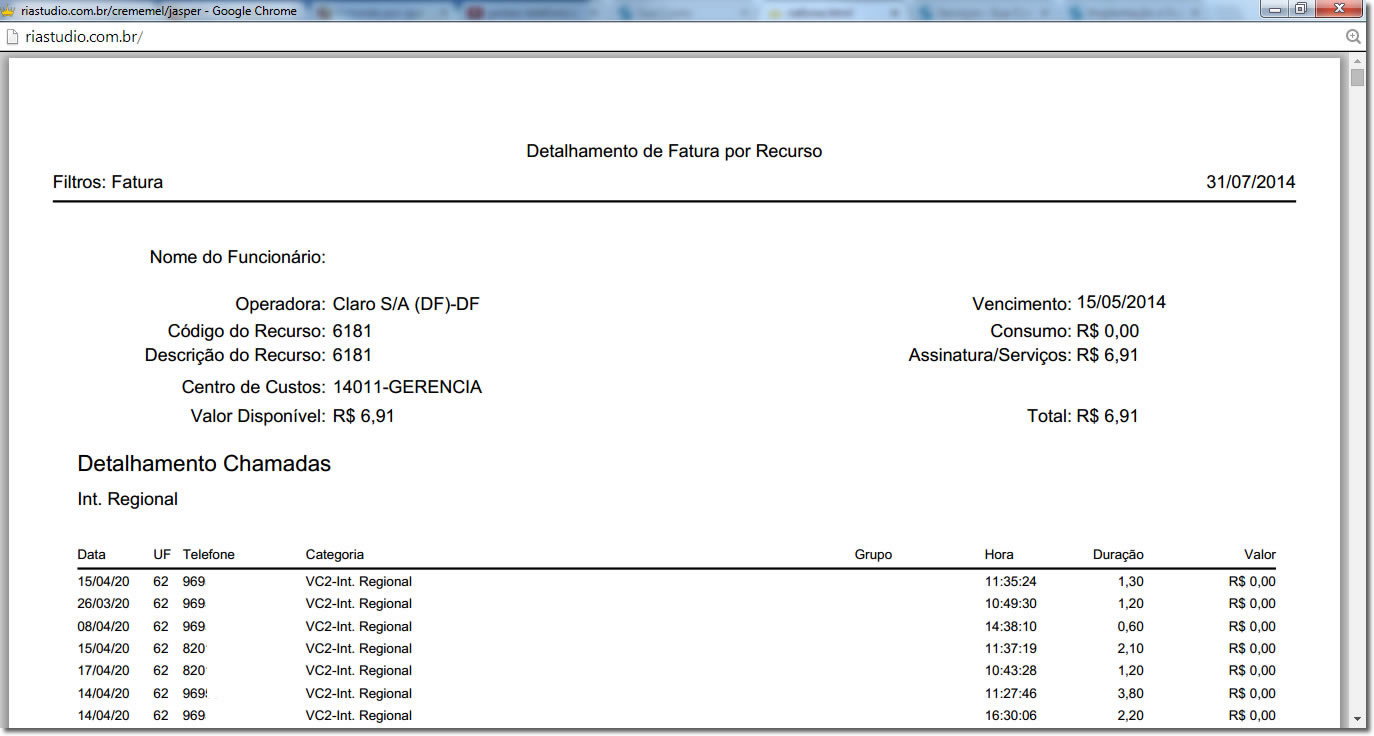 riastudio.com.br/crememel/jasper - Google Chrome
riastudio.com.br/
Detalhamento de Fatura por Recurso
Filtros: Fatura 31/07/2014
Nome do Funcionário:
Operadora: Claro S/A (DF)-DF Vencimento: 15/05/2014
Código do Recurso: 6181 Consumo: R$ 0,00
Descrição do Recurso: 6181 Assinatura/Serviços: R$ 6,91
Centro de Custos: 14011-GERENCIA
Valor Disponível: R$ 6,91 Total: R$ 6,91
Detalhamento Chamadas
Int. Regional
Data UF Telefone Categoria Grupo Hora Duração Valor
15/04/20 62 969 VC2-Int. Regional 11:35:24 1,30 R$ 0,00
26/03/20 62 969 VC2-Int. Regional 10:49:30 1,20 R$ 0,00
08/04/20 62 969 VC2-Int. Regional 14:38:10 0,60 R$ 0,00
15/04/20 62 820 VC2-Int. Regional 11:37:19 2,10 R$ 0,00
17/04/20 62 820 VC2-Int. Regional 10:43:28 1,20 R$ 0,00
14/04/20 62 969 VC2-Int. Regional 11:27:46 3,80 R$ 0,00
14/04/20 62 969 VC2-Int. Regional 16:30:06 2,20 R$ 0,00